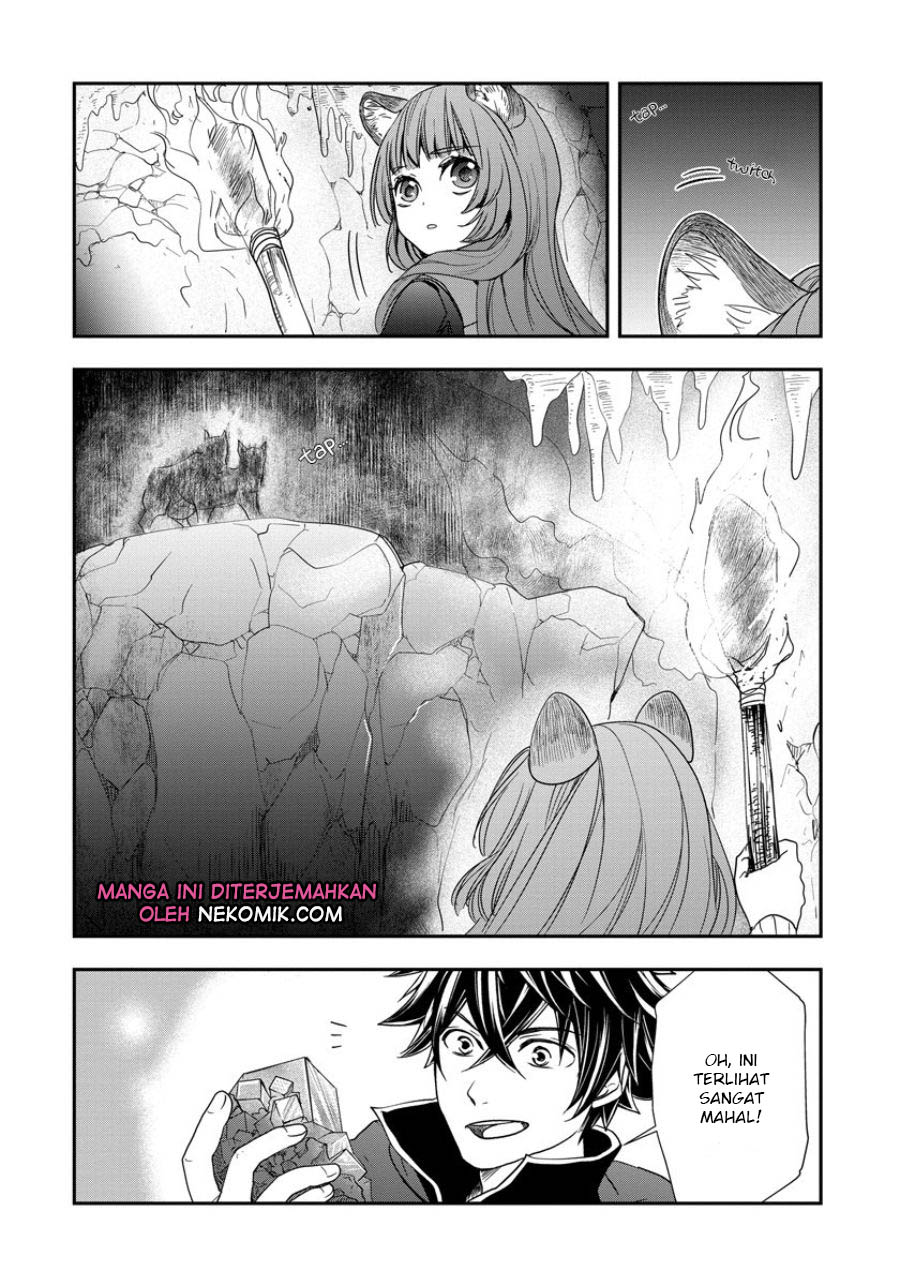 tap...
twitch
tap...
MANGA INI DITERJEMAHKAN
OLEH NEKOMIK.COM
OH, INI
TERLIHAT
SANGAT
MAHAL!